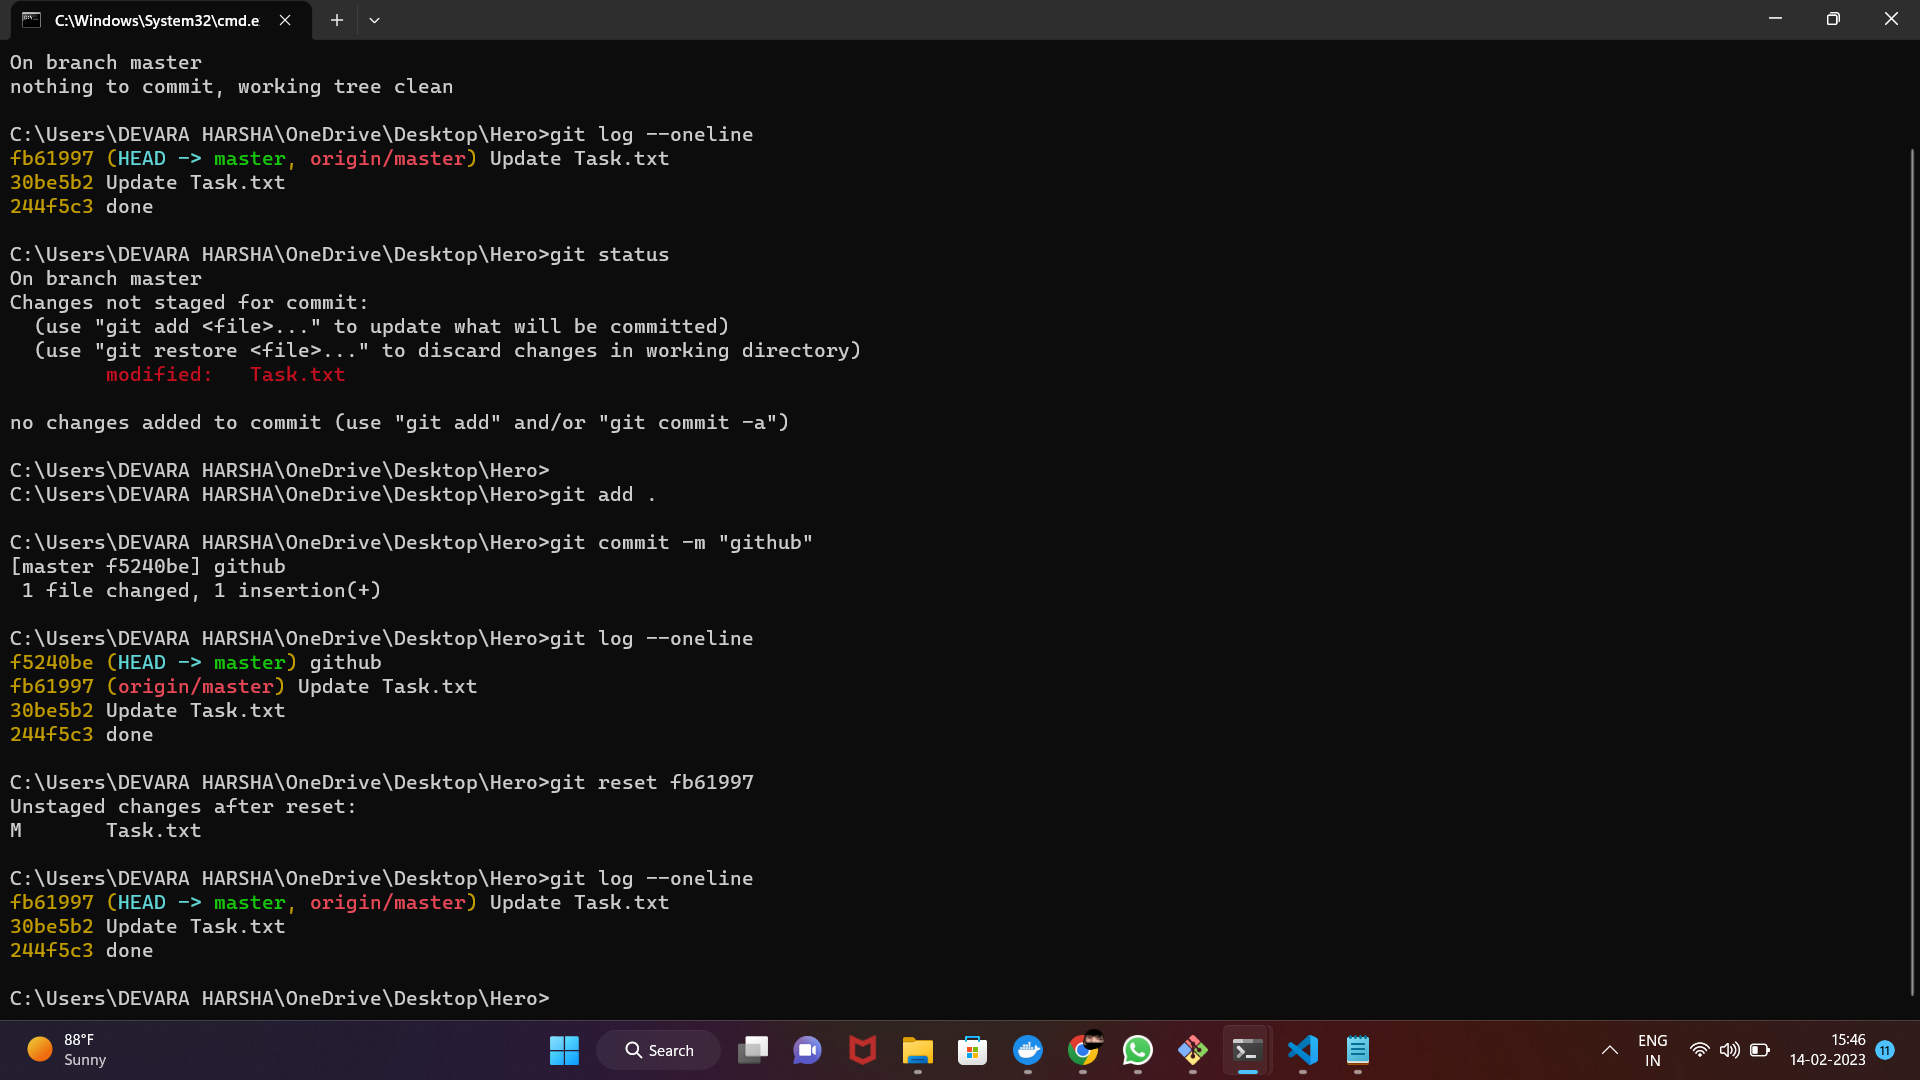 C:\Windows\System32\cmd.e
On branch master
nothing to commit, working tree clean
C:\Users\DEVARA HARSHA\OneDrive\Desktop\Hero>git log --oneline
fb61997 (HEAD -> master, origin/master) Update Task.txt
30be5b2 Update Task.txt
244f5c3 done
C:\Users\DEVARA HARSHA\OneDrive\Desktop\Hero>git status
On branch master
Changes not staged for commit:
  (use "git add <file>..." to update what will be committed)
  (use "git restore <file>..." to discard changes in working directory)
        modified:   Task.txt
no changes added to commit (use "git add" and/or "git commit -a")
C:\Users\DEVARA HARSHA\OneDrive\Desktop\Hero>
C:\Users\DEVARA HARSHA\OneDrive\Desktop\Hero>git add .
C:\Users\DEVARA HARSHA\OneDrive\Desktop\Hero>git commit -m "github"
[master f5240be] github
 1 file changed, 1 insertion(+)
C:\Users\DEVARA HARSHA\OneDrive\Desktop\Hero>git log --oneline
f5240be (HEAD -> master) github
fb61997 (origin/master) Update Task.txt
30be5b2 Update Task.txt
244f5c3 done
C:\Users\DEVARA HARSHA\OneDrive\Desktop\Hero>git reset fb61997
Unstaged changes after reset:
M       Task.txt
C:\Users\DEVARA HARSHA\OneDrive\Desktop\Hero>git log --oneline
fb61997 (HEAD -> master, origin/master) Update Task.txt
30be5b2 Update Task.txt
244f5c3 done
C:\Users\DEVARA HARSHA\OneDrive\Desktop\Hero>
88°F
Sunny
Search
ENG
IN
15:46
14-02-2023
11